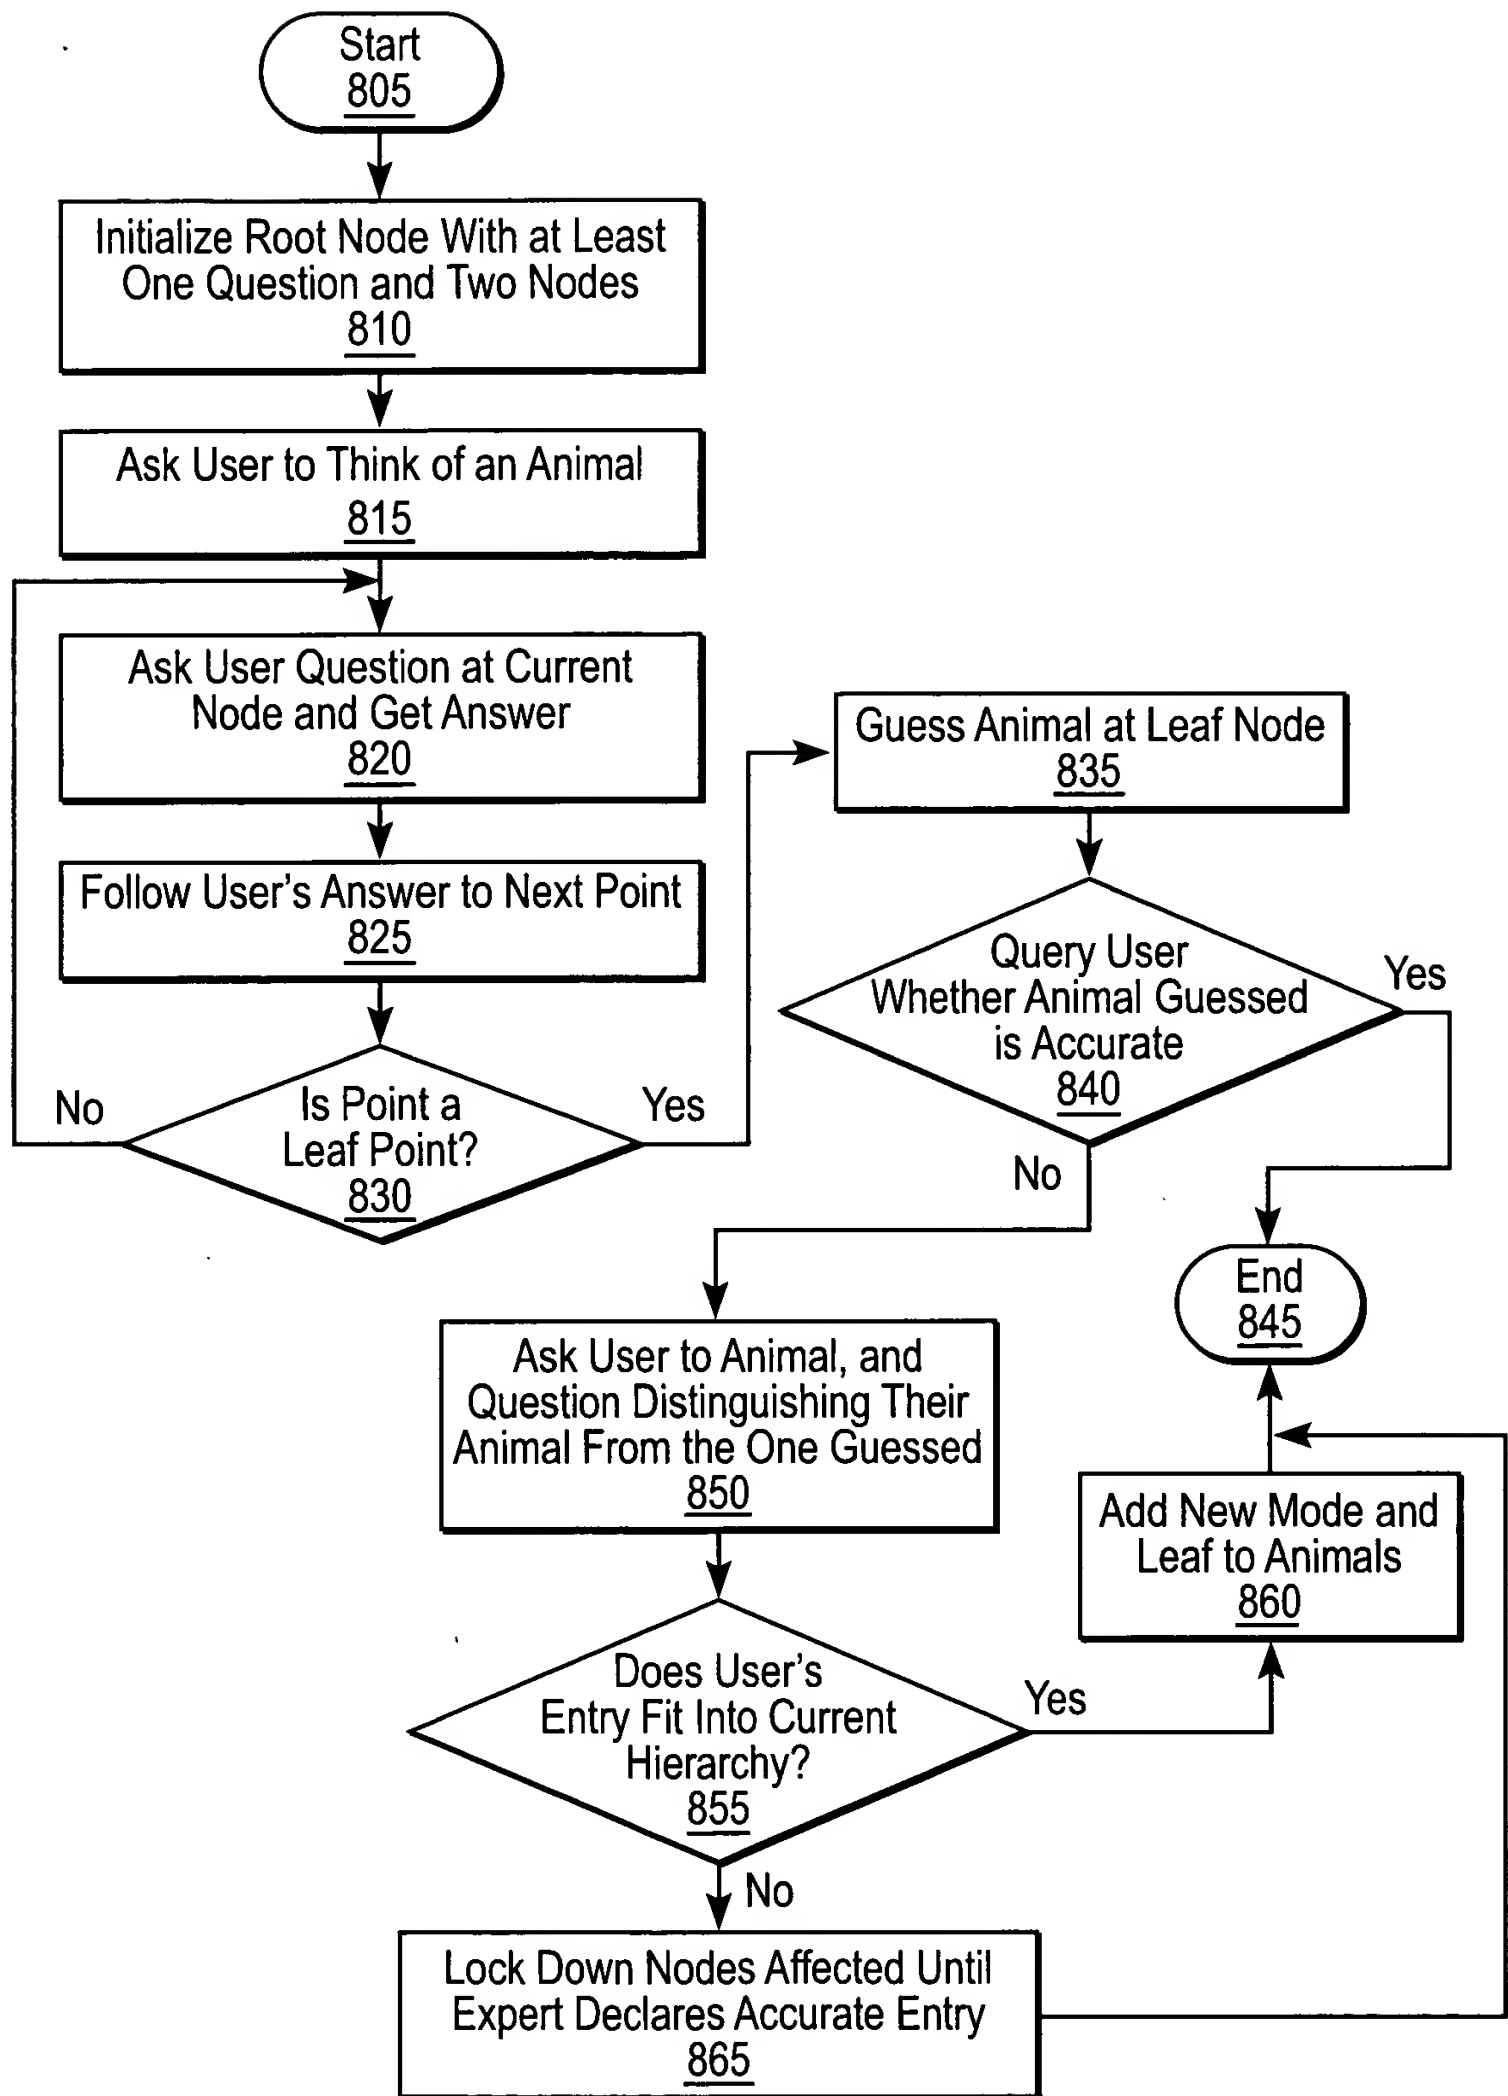 Start
805
Initialize Root Node With at Least
One Question and Two Nodes
810
Ask User to Think of an Animal
815
Ask User Question at Current
Node and Get Answer
820
Follow User's Answer to Next Point
825
Is Point a
Leaf Point?
830
No
Yes
Guess Animal at Leaf Node
835
Query User
Whether Animal Guessed
is Accurate
840
Yes
No
End
845
Ask User to Animal, and
Question Distinguishing Their
Animal From the One Guessed
850
Does User's
Entry Fit Into Current
Hierarchy?
855
Yes
No
Add New Mode and
Leaf to Animals
860
Lock Down Nodes Affected Until
Expert Declares Accurate Entry
865